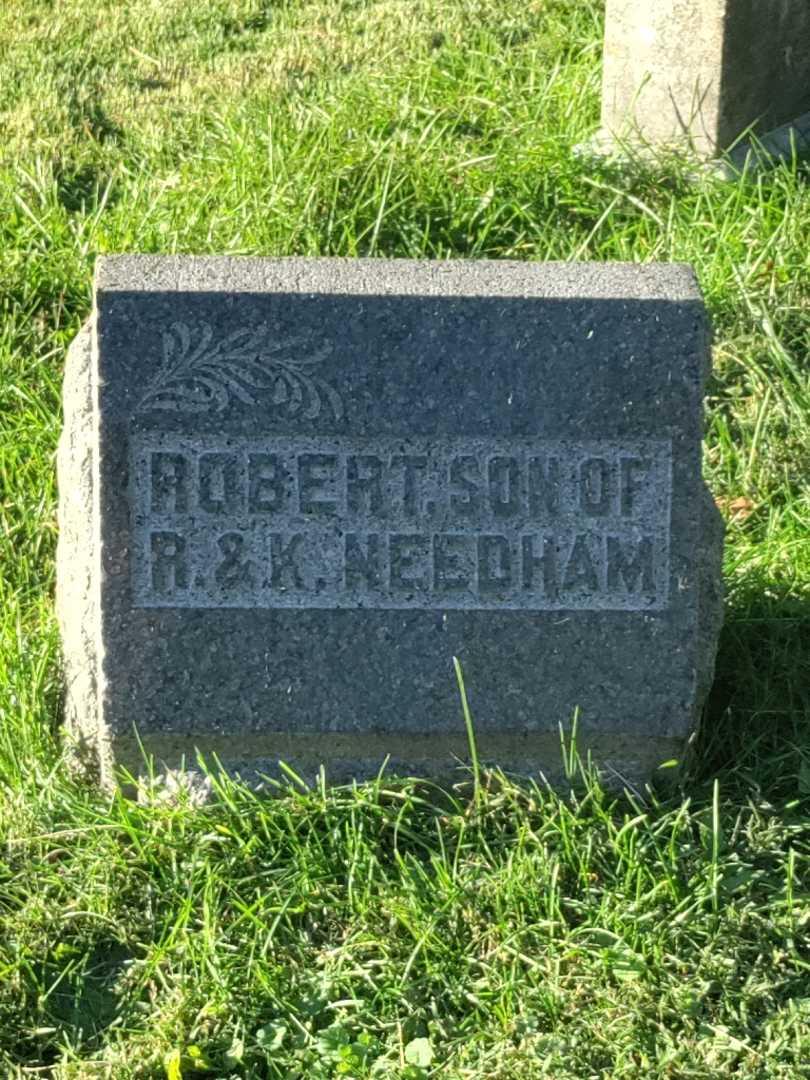 ROBERT, SON OF
R. & K. NEEDHAM